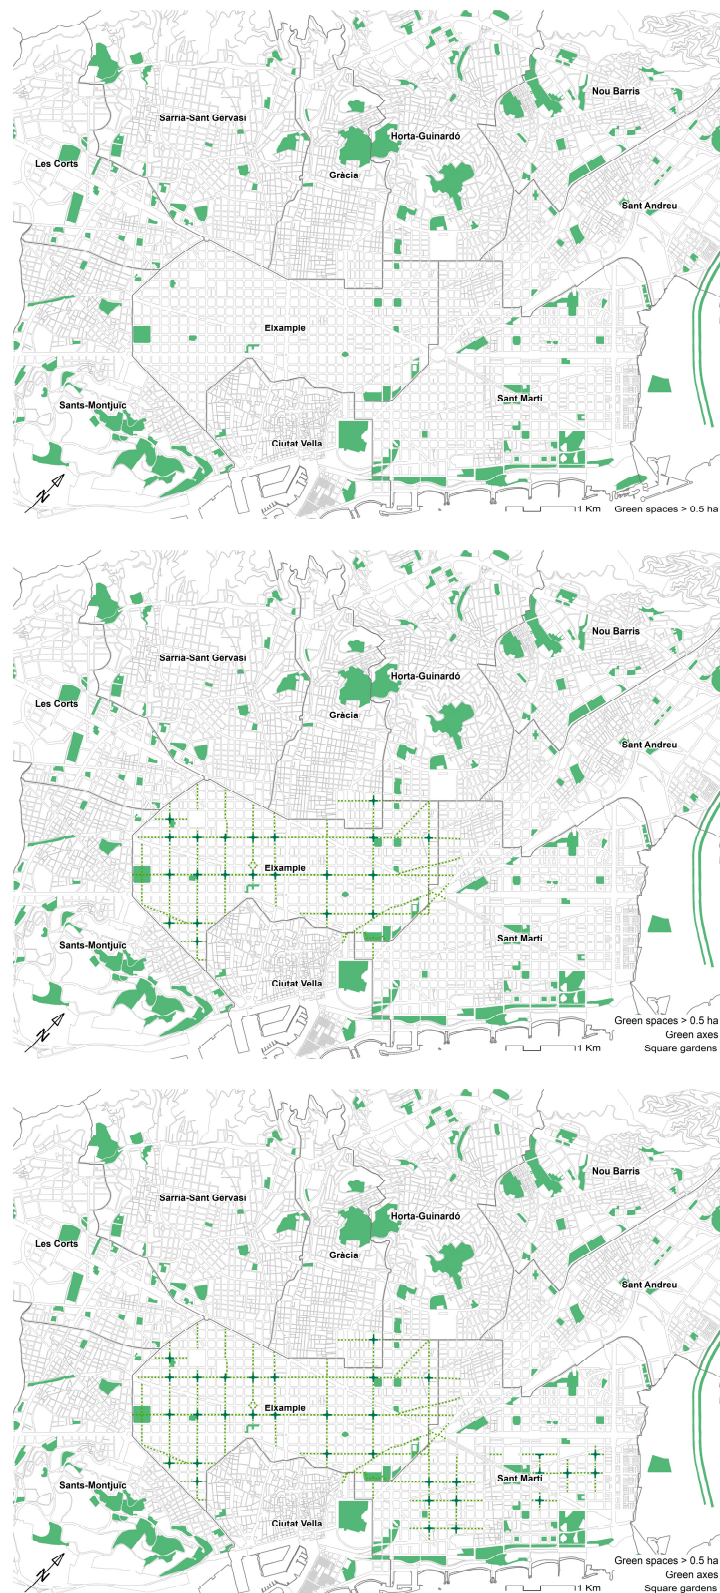 Nou Barris
Sarrià-Sant Gervasi
Horta-Guinardó
Les Corts
Gràcia
Sant Andreu
Eixample
Sants-Montjuïc
Sant Martí
Ciutat Vella
N
1 Km
Green spaces > 0.5 ha
Nou Barris
Sarrià-Sant Gervasi
Horta-Guinardó
Les Corts
Gràcia
Sant Andreu
Eixample
Sants-Montjuïc
Sant Martí
Ciutat Vella
N
Green spaces > 0.5 ha
Green axes
1 Km
Square gardens
Nou Barris
Sarrià-Sant Gervasi
Horta-Guinardó
Les Corts
Gràcia
Sant Andreu
Eixample
Sants-Montjuïc
Sant Martí
Ciutat Vella
N
Green spaces > 0.5 ha
Green axes
1 Km
Square gardens